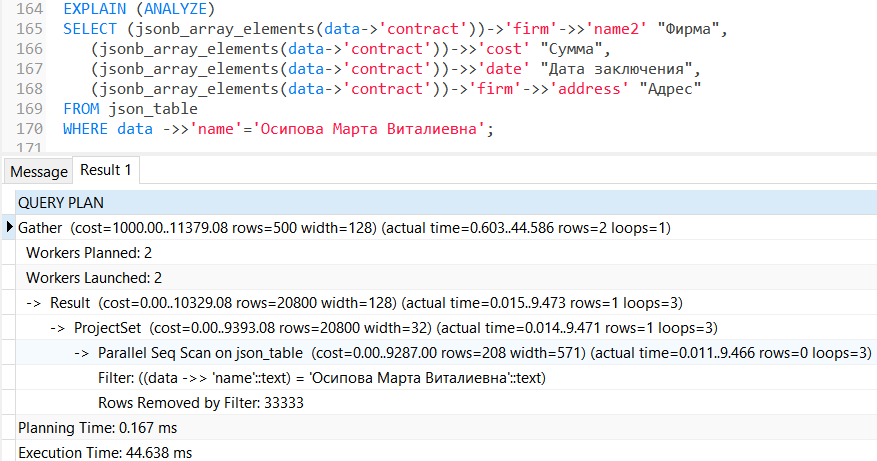 164 EXPLAIN (ANALYZE)
165 SELECT (jsonb_array_elements(data->'contract'))->'firm'->>'name2' "Фирма",
166 (jsonb_array_elements(data->'contract'))->>'cost' "Сумма",
167 (jsonb_array_elements(data->'contract'))->>'date' "Дата заключения",
168 (jsonb_array_elements(data->'contract'))->'firm'->>'address' "Адрес"
169 FROM json_table
170 WHERE data ->>'name'='Осипова Марта Виталиевна';
171
Message Result 1
QUERY PLAN
Gather (cost=1000.00..11379.08 rows=500 width=128) (actual time=0.603..44.586 rows=2 loops=1)
Workers Planned: 2
Workers Launched: 2
-> Result (cost=0.00..10329.08 rows=20800 width=128) (actual time=0.015..9.473 rows=1 loops=3)
-> ProjectSet (cost=0.00..9393.08 rows=20800 width=32) (actual time=0.014..9.471 rows=1 loops=3)
-> Parallel Seq Scan on json_table (cost=0.00..9287.00 rows=208 width=571) (actual time=0.011..9.466 rows=0 loops=3)
Filter: ((data ->> 'name'::text) = 'Осипова Марта Виталиевна'::text)
Rows Removed by Filter: 33333
Planning Time: 0.167 ms
Execution Time: 44.638 ms